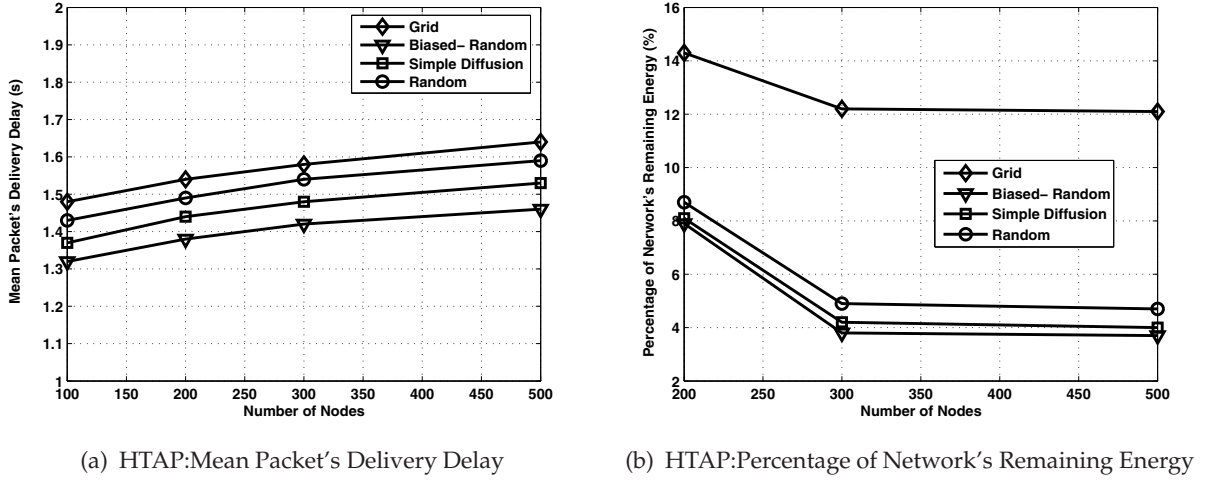 2
1.9
1.8
1.7
1.6
1.5
1.4
1.3
1.2
1.1
1
100 150 200 250 300 350 400 450 500
Mean Packet's Delivery Delay (s)
Number of Nodes
Grid
Biased- Random
Simple Diffusion
Random
(a) HTAP:Mean Packet's Delivery Delay
16
14
12
10
8
6
4
2
200 250 300 350 400 450 500
Percentage of Nerwork's Remaining Energy (%)
Number of Nodes
Grid
Biased- Random
Simple Diffusion
Random
(b) HTAP:Percentage of Network's Remaining Energy